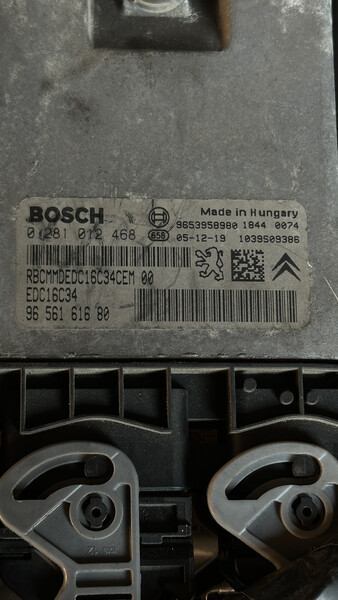 BOSCH
Made in Hungary
0 281 012 468
656
9653958980 1844 0074
05-12-19 1039S09386
RBCMMDEDC16C34CEM 00
EDC16C34
96 561 616 80